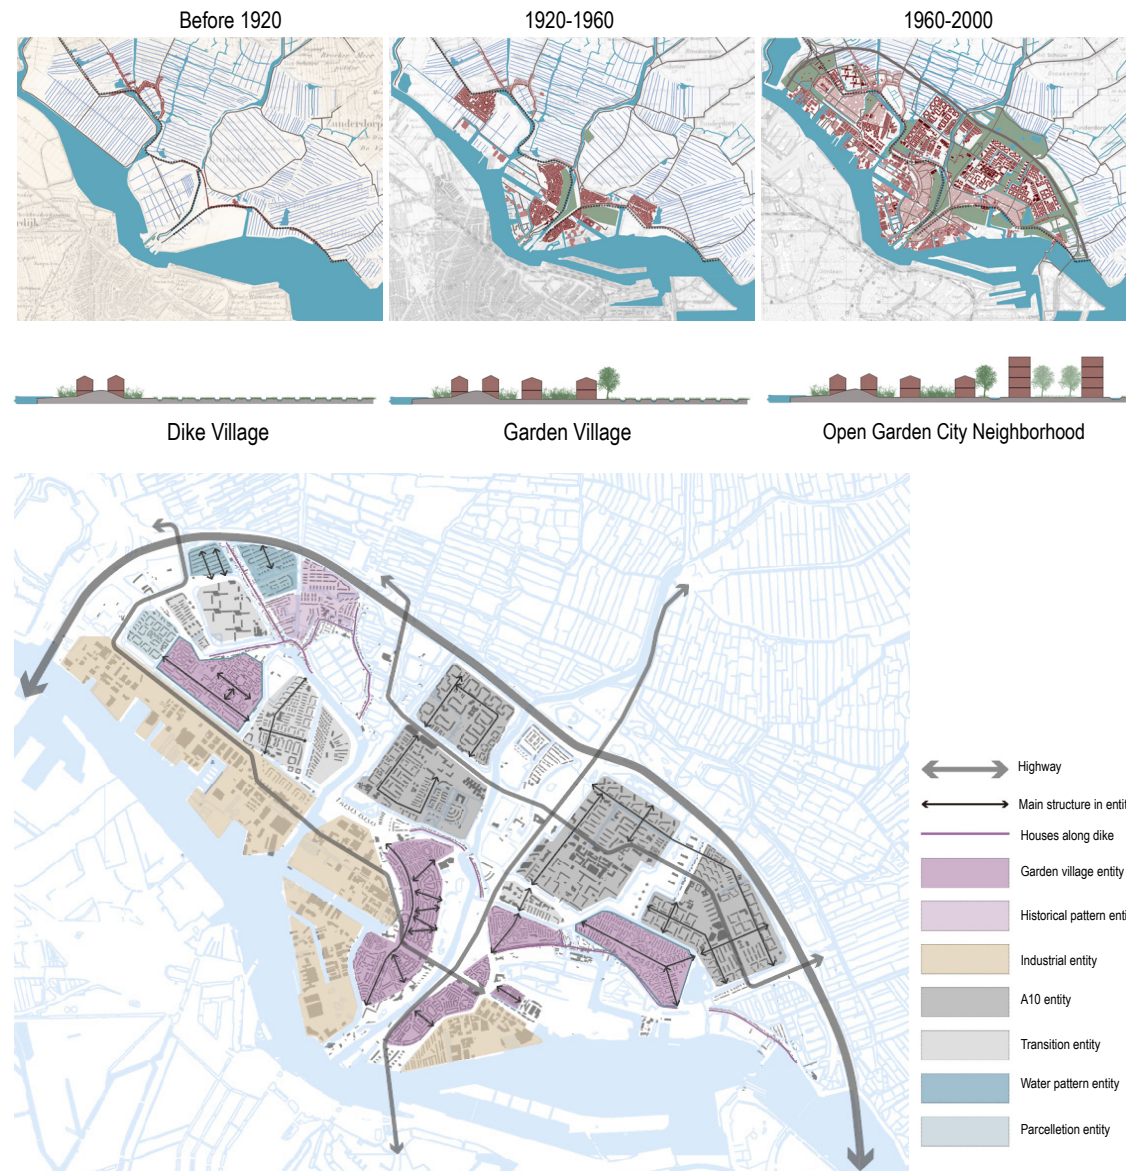 Before 1920
1920-1960
1960-2000
Dike Village
Garden Village
Open Garden City Neighborhood
Highway
Main structure in entit
Houses along dike
Garden village entity
Historical pattern enti
Industrial entity
A10 entity
Transition entity
Water pattern entity
Parcelletion entity